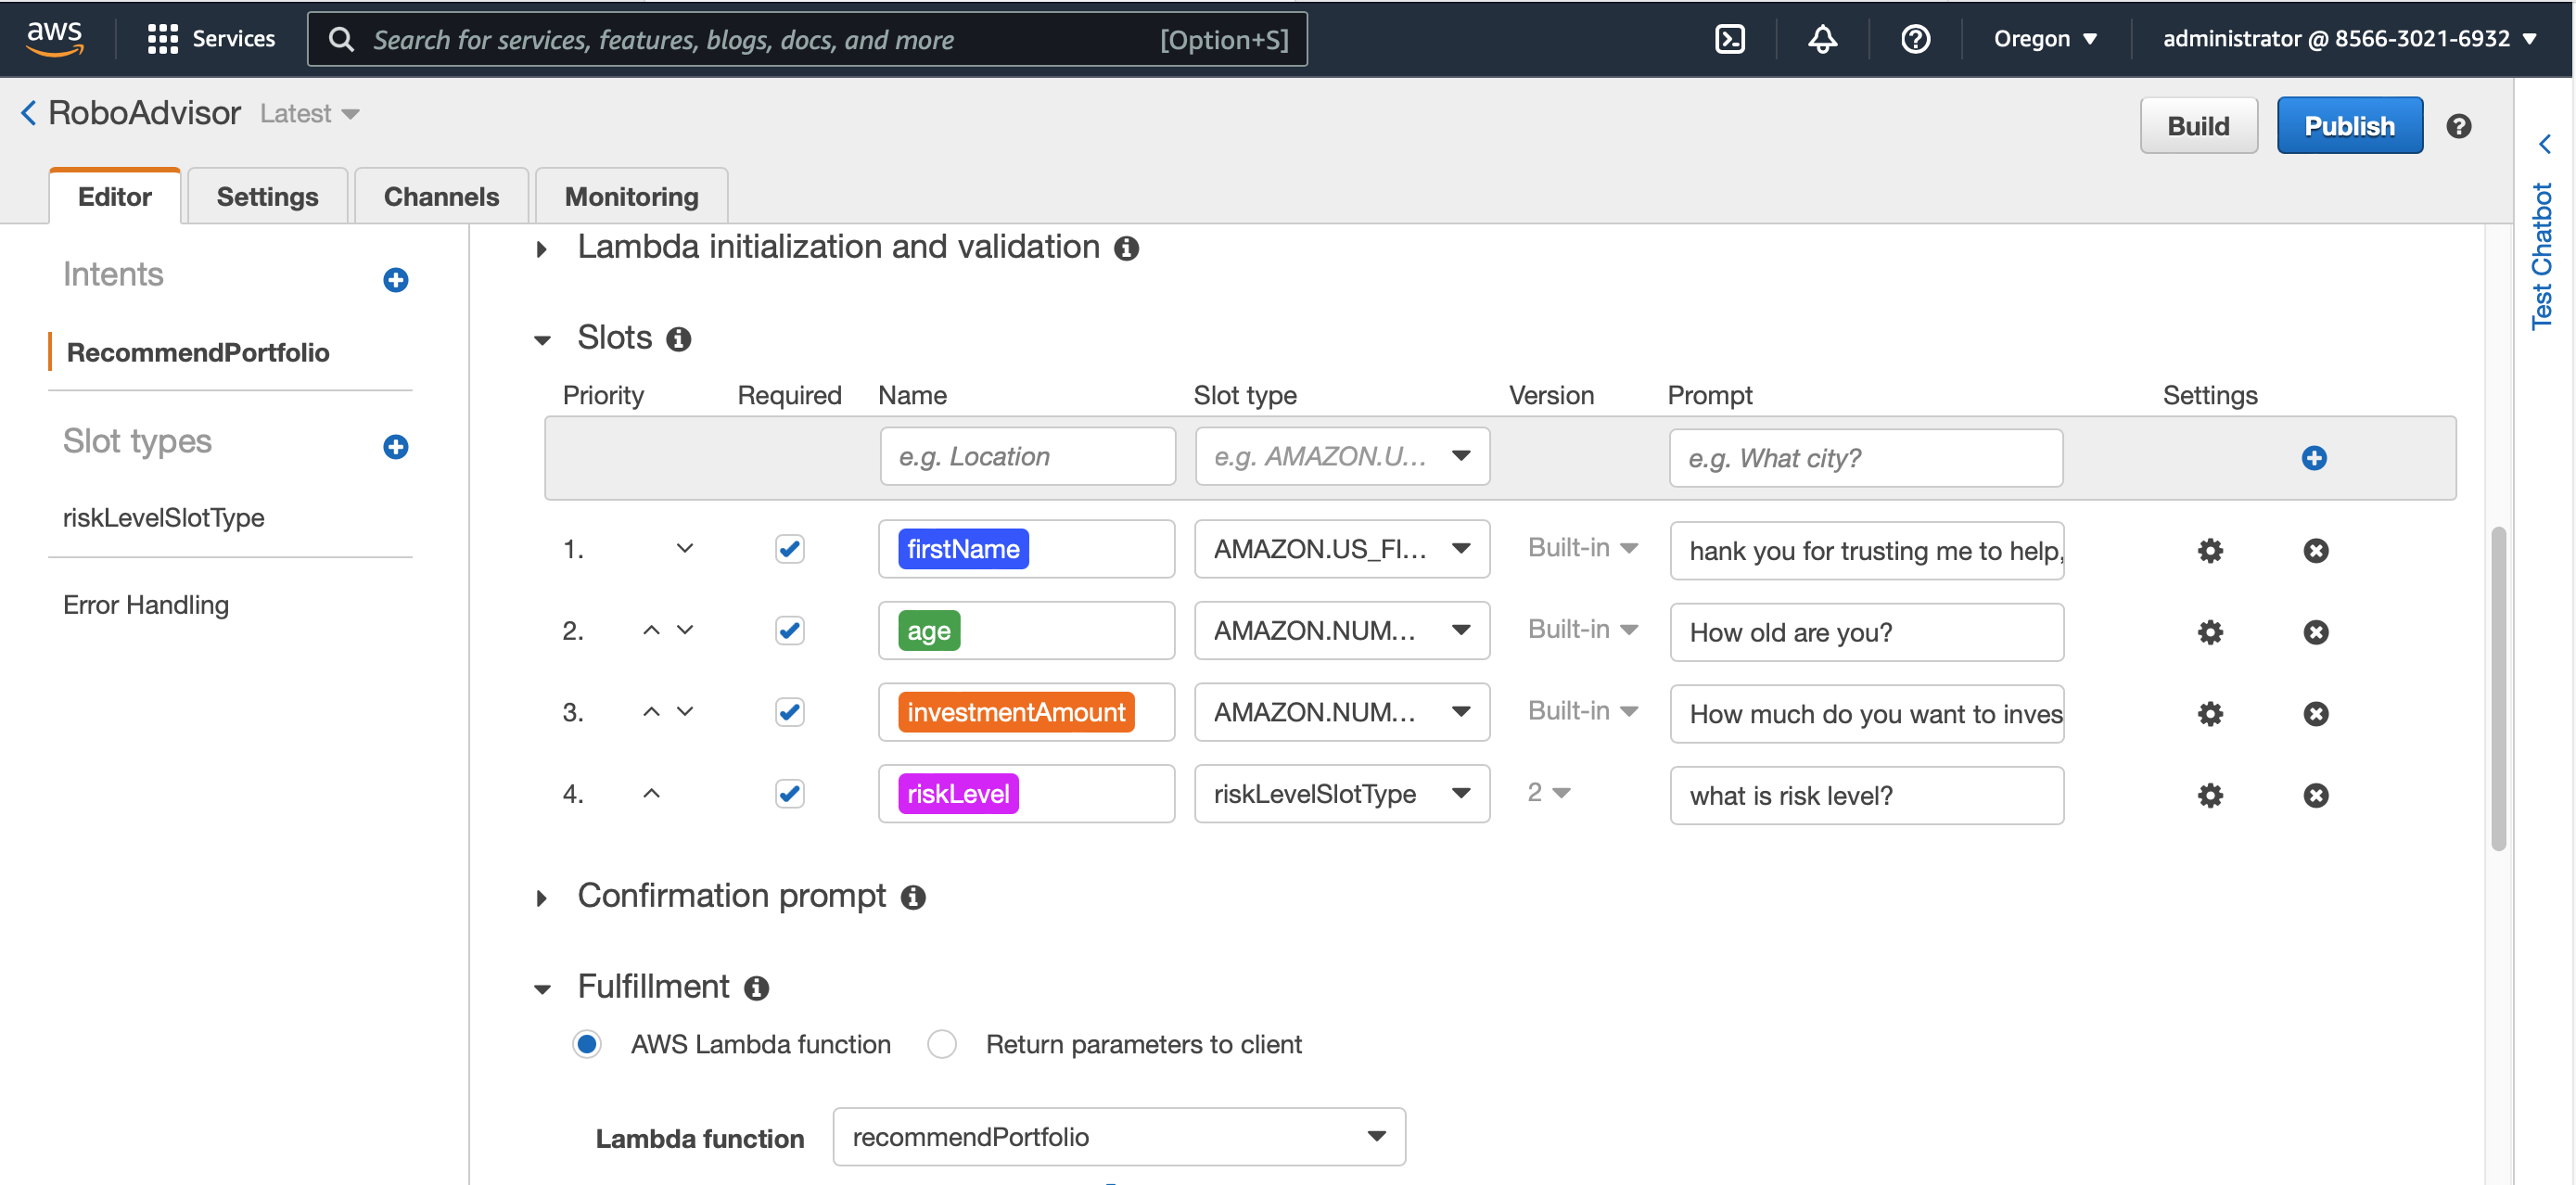 aws Services Search for services, features, blogs, docs, and more [Option+S] Oregon administrator @ 8566-3021-6932
RoboAdvisor Latest Build Publish
Editor Settings Channels Monitoring
Test Chatbot
Intents
RecommendPortfolio
Slot types
riskLevelSlotType
Error Handling
Lambda initialization and validation
Slots
Priority Required Name Slot type Version Prompt Settings
e.g. Location e.g. AMAZON.U... e.g. What city?
1. firstName AMAZON.US_FI... Built-in hank you for trusting me to help,
2. age AMAZON.NUM... Built-in How old are you?
3. investmentAmount AMAZON.NUM... Built-in How much do you want to inves
4. riskLevel riskLevelSlotType 2 what is risk level?
Confirmation prompt
Fulfillment
AWS Lambda function Return parameters to client
Lambda function recommendPortfolio